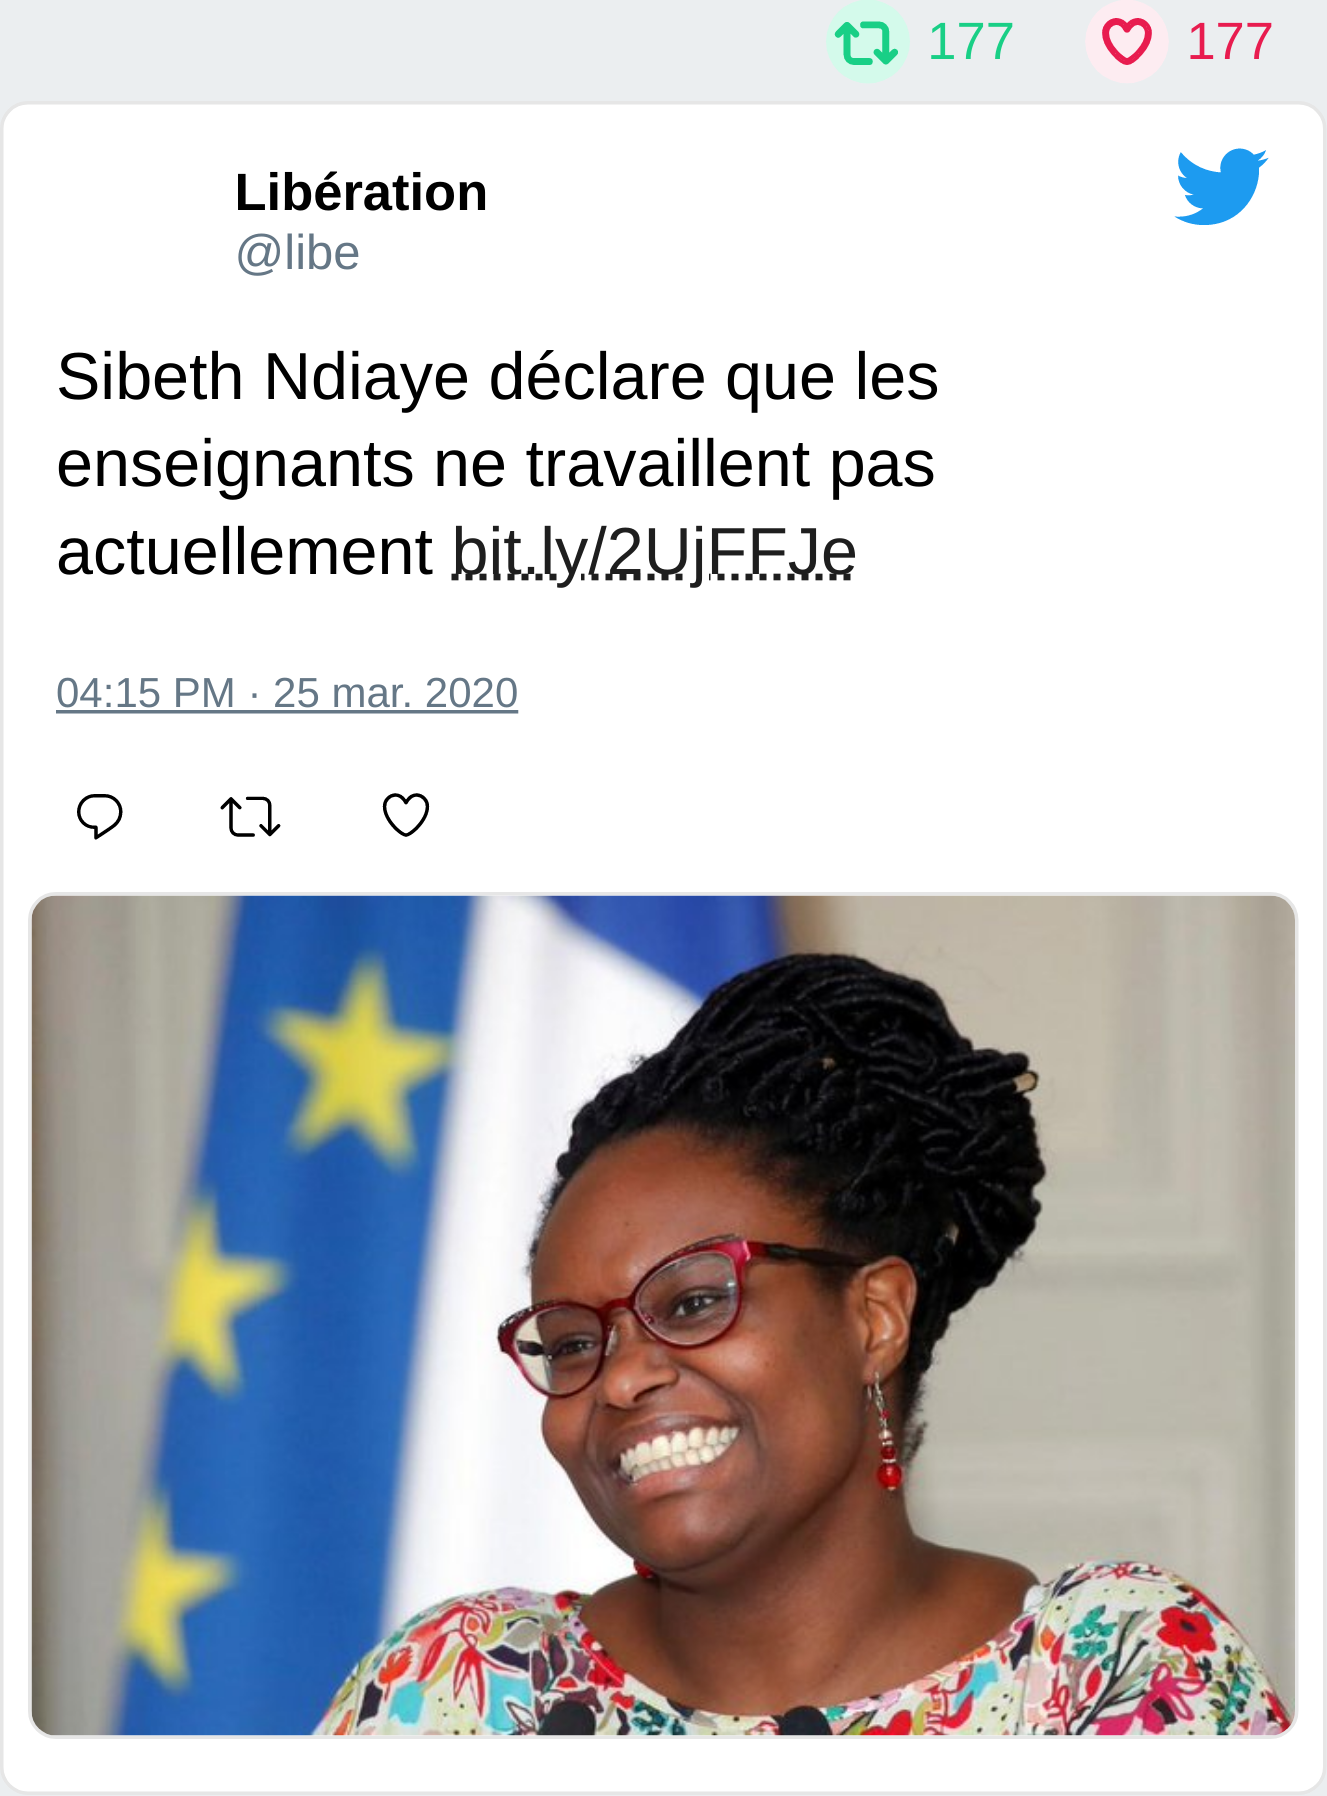 177 177
Libération
@libe
Sibeth Ndiaye déclare que les
enseignants ne travaillent pas
actuellement bit.ly/2UjFFJe
04:15 PM · 25 mar. 2020